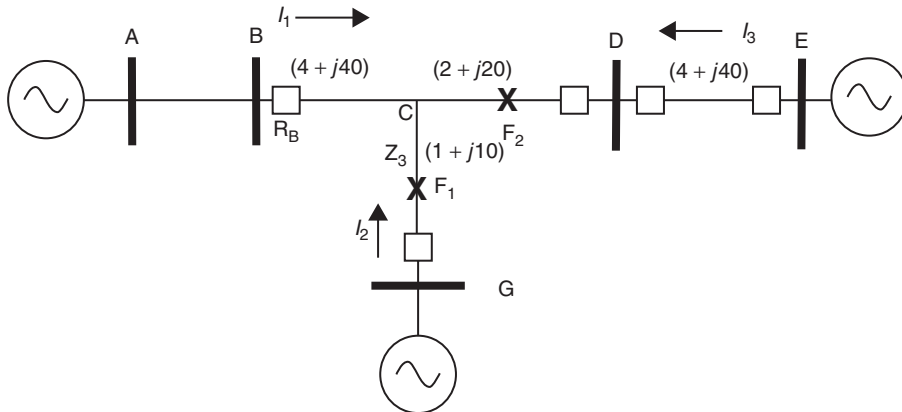 I1
A
B
D
I3
E
(4 + j40)
(2 + j20)
(4 + j40)
RB
C
F2
Z3
(1 + j10)
F1
I2
G